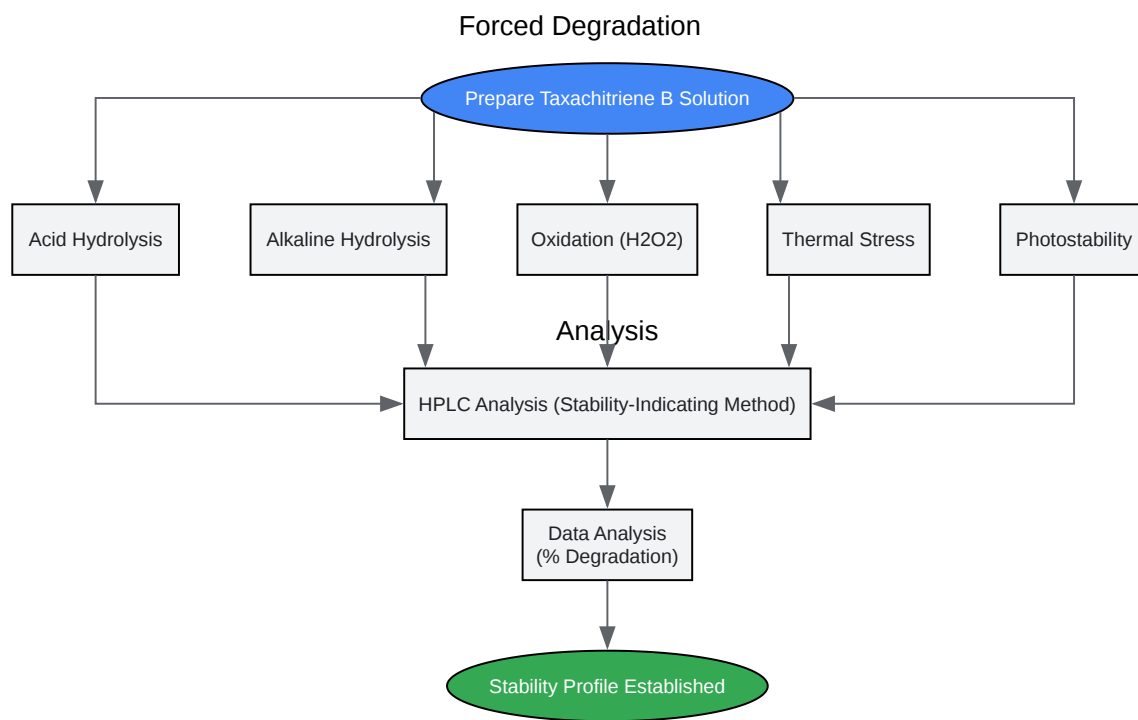 Forced Degradation
Prepare Taxachitriene B Solution
Acid Hydrolysis
Alkaline Hydrolysis
Oxidation (H2O2)
Thermal Stress
Photostability
Analysis
HPLC Analysis (Stability-Indicating Method)
Data Analysis
(% Degradation)
Stability Profile Established